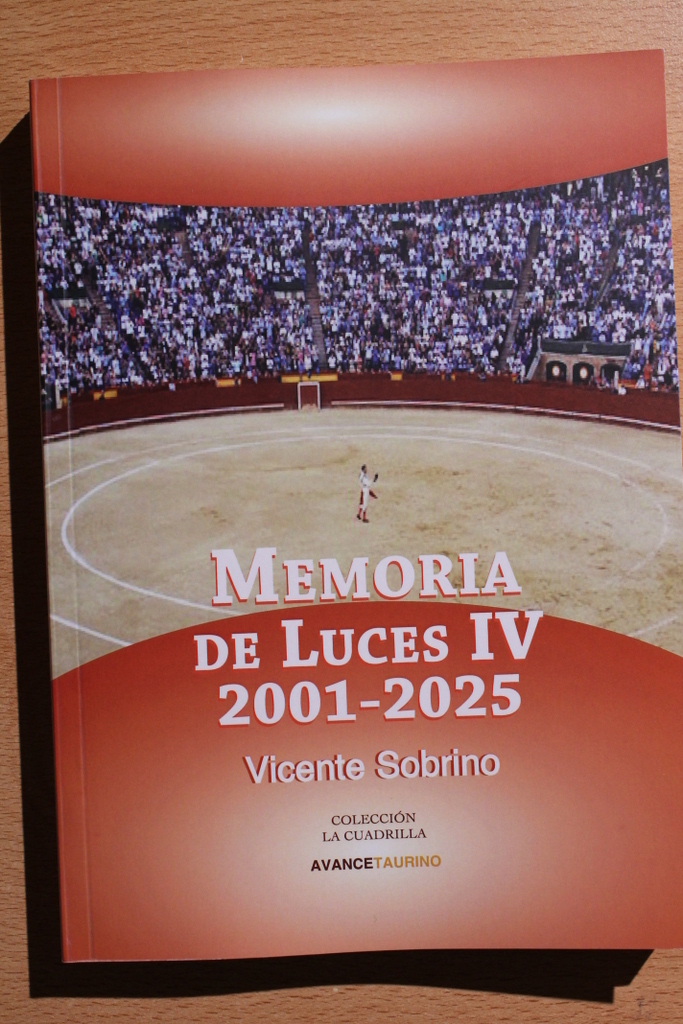 MEMORIA
DE LUCES IV
2001-2025
Vicente Sobrino
COLECCIÓN
LA CUADRILLA
AVANCETAURINO